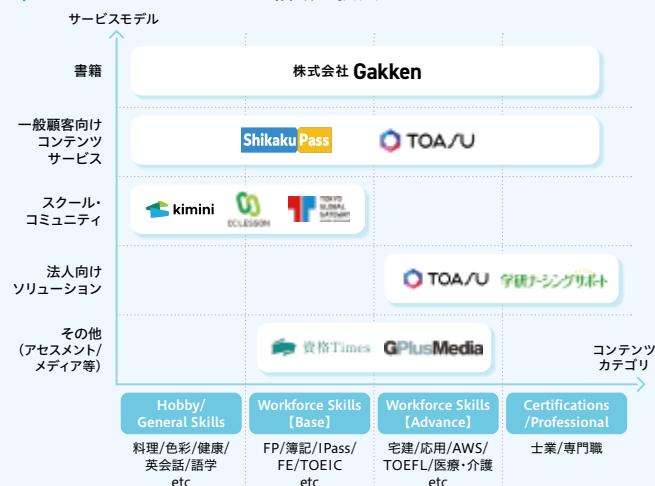 サービスモデル
書籍
株式会社 Gakken
一般顧客向け
コンテンツ
サービス
Shikaku Pass
TOASU
スクール・
コミュニティ
kimini
ECLESSON
TOKYO
GLOBAL
GATEWAY
法人向け
ソリューション
TOASU 学研ナーシングサポート
その他
(アセスメント/
メディア等)
資格Times GPlusMedia
コンテンツ
カテゴリ
Hobby/
General Skills
Workforce Skills
【Base】
Workforce Skills
【Advance】
Certifications
/Professional
料理/色彩/健康/
英会話/語学
etc
FP/簿記/IPass/
FE/TOEIC
etc
宅建/応用/AWS/
TOEFL/医療・介護
etc
士業/専門職